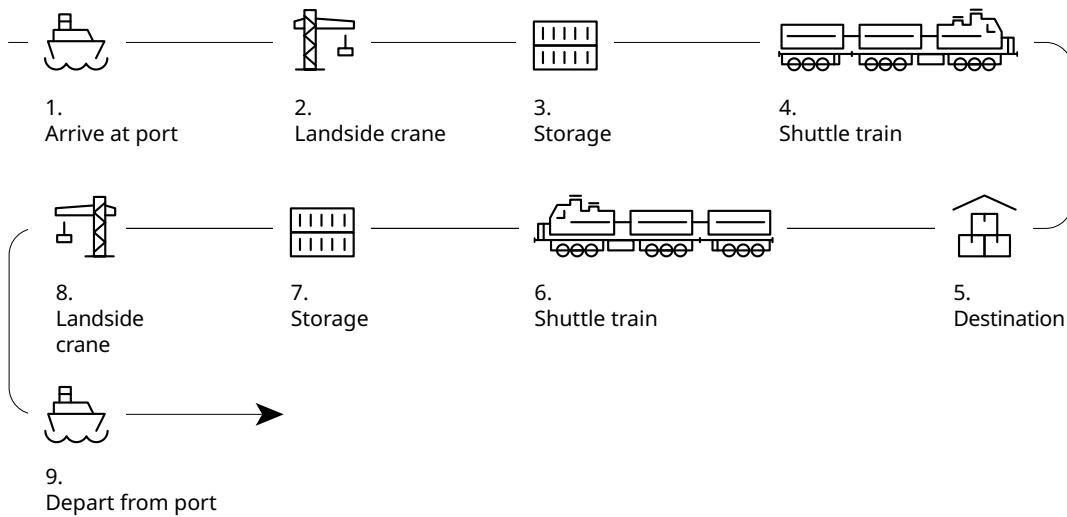 1.
Arrive at port
2.
Landside crane
3.
Storage
4.
Shuttle train
5.
Destination
6.
Shuttle train
7.
Storage
8.
Landside
crane
9.
Depart from port